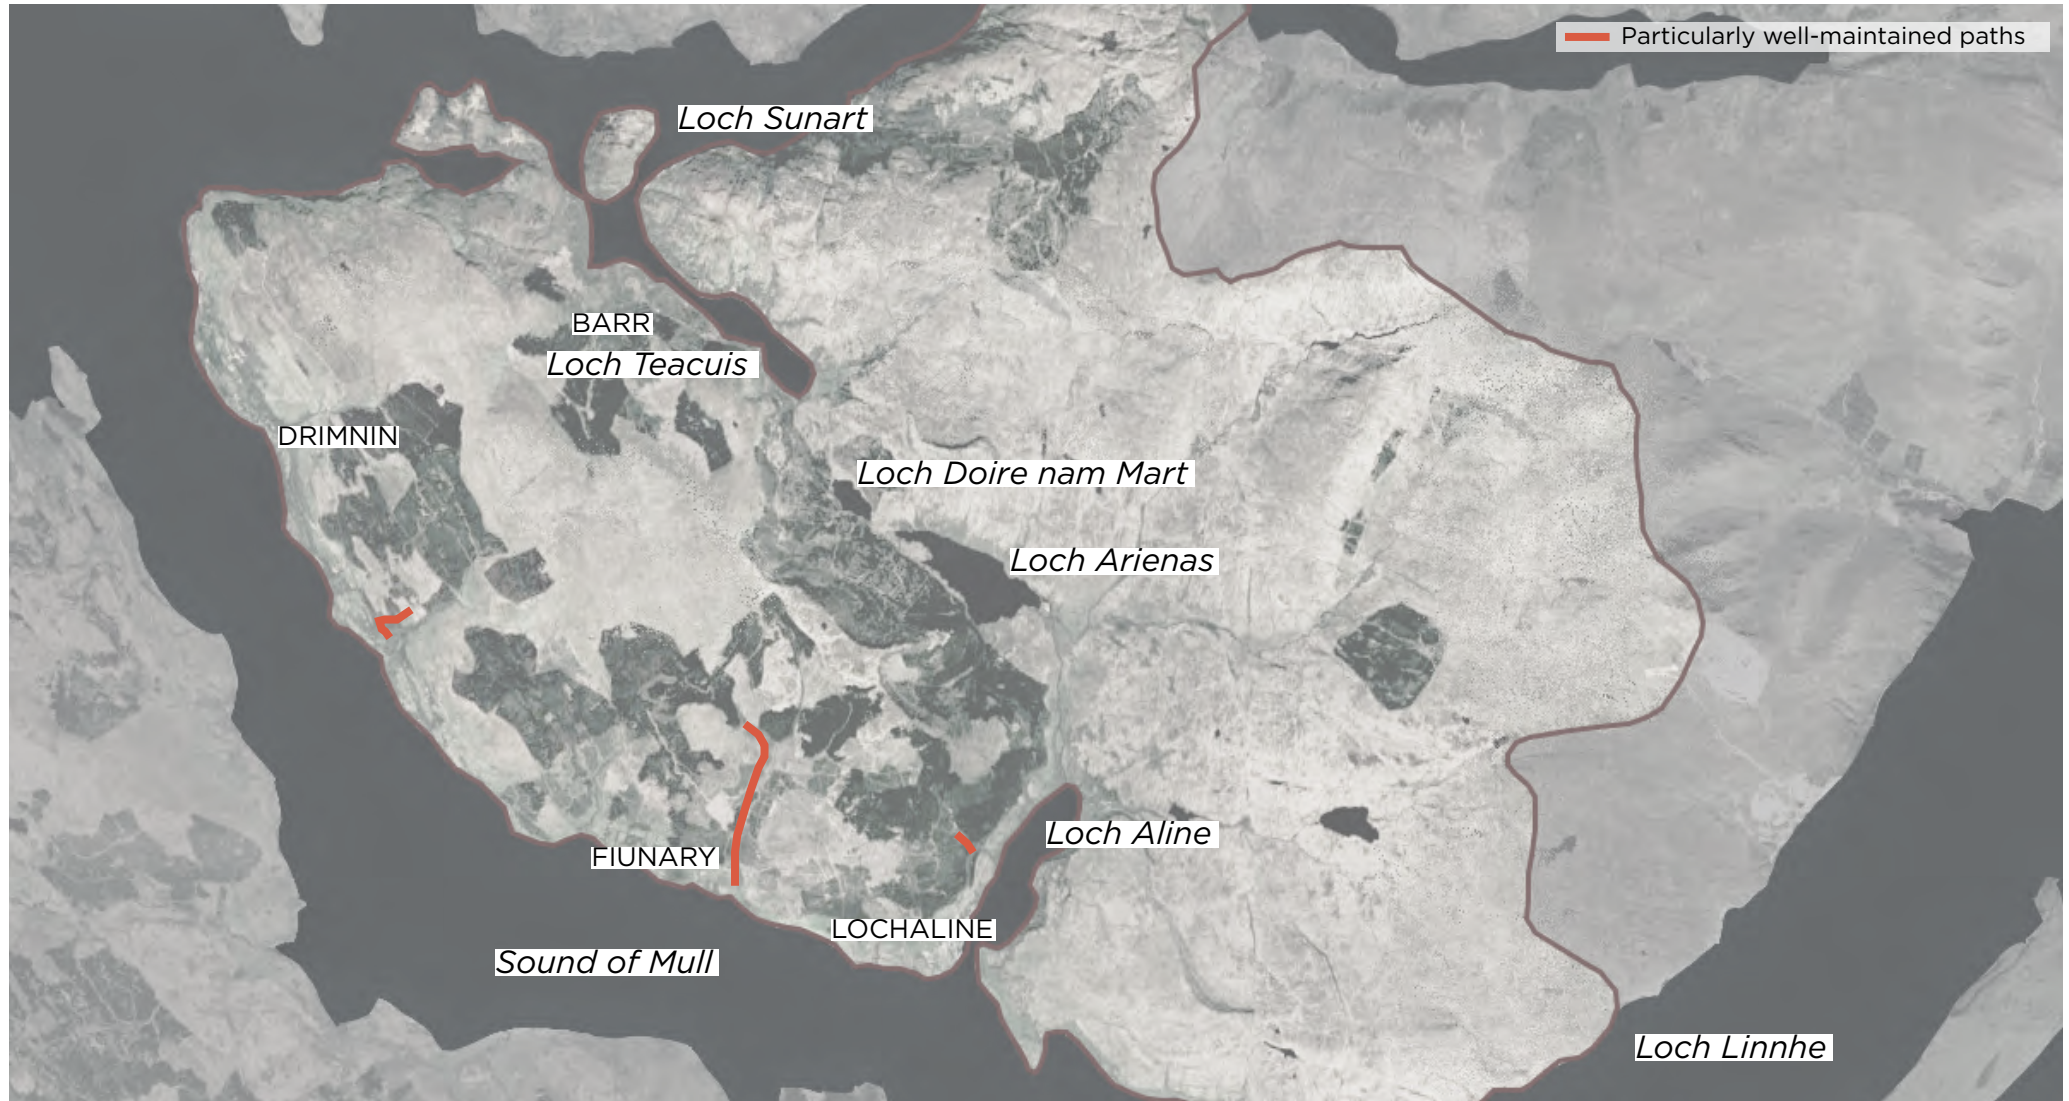 Particularly well-maintained paths
Loch Sunart
BARR
Loch Teacuis
DRIMNIN
Loch Doire nam Mart
Loch Arienas
Loch Aline
FIUNARY
LOCHALINE
Sound of Mull
Loch Linnhe